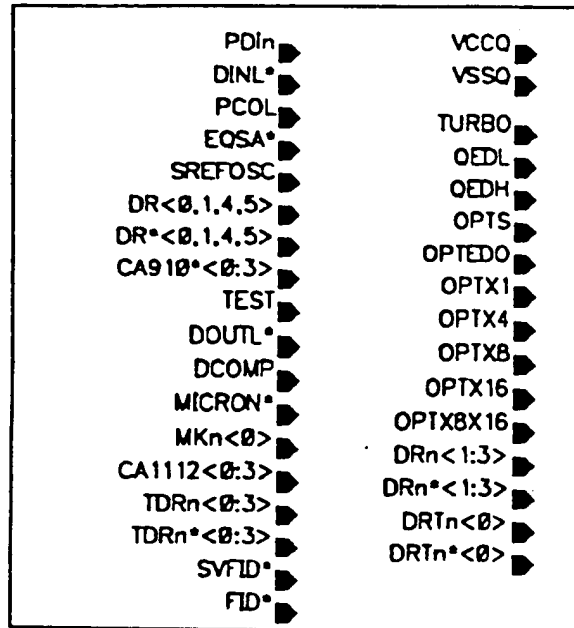 PDin
DINL*
PCOL
EQSA*
SREFOSC
DR<0,1,4,5>
DR*<0,1,4,5>
CA910*<0:3>
TEST
DOUTL*
DCOMP
MICRON*
MKn<0>
CA1112<0:3>
TDRn<0:3>
TDRn*<0:3>
SVFID*
FID*
VCCQ
VSSQ
TURBO
QEDL
QEDH
OPTS
OPTEDO
OPTX1
OPTX4
OPTX8
OPTX16
OPTX8X16
DRn<1:3>
DRn*<1:3>
DRTn<0>
DRTn*<0>